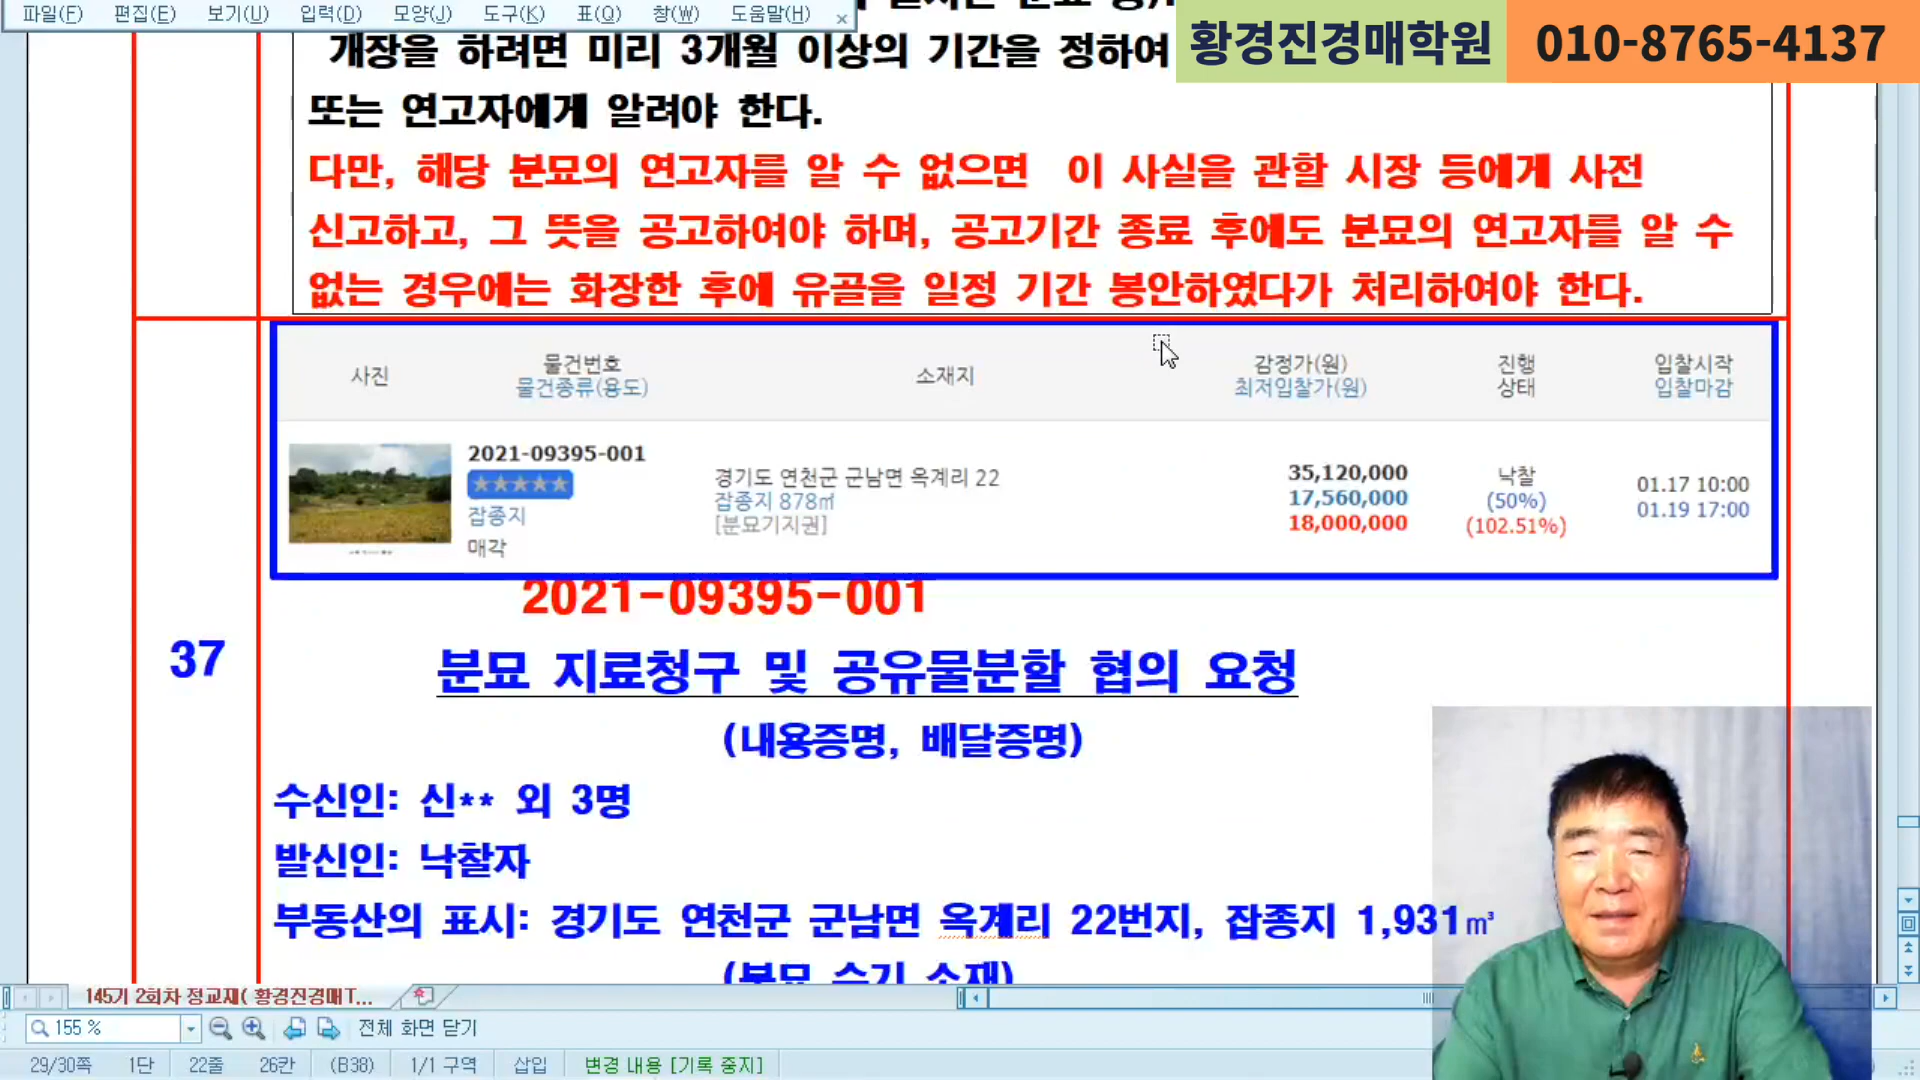 파일(F) 편집(E) 보기(U) 입력(D) 모양(J) 도구(K) 표(Q) 창(W) 도움말(H)
황경진경매학원 010-8765-4137
개장을 하려면 미리 3개월 이상의 기간을 정하여
또는 연고자에게 알려야 한다.
다만, 해당 분묘의 연고자를 알 수 없으면 이 사실을 관할 시장 등에게 사전
신고하고, 그 뜻을 공고하여야 하며, 공고기간 종료 후에도 분묘의 연고자를 알 수
없는 경우에는 화장한 후에 유골을 일정 기간 봉안하였다가 처리하여야 한다.
사진 물건번호 소재지 감정가(원) 진행 입찰시작
물건종류(용도) 최저입찰가(원) 상태 입찰마감
2021-09395-001
★★★★★
잡종지
매각
경기도 연천군 군남면 옥계리 22
잡종지 878㎡
[분묘기지권]
35,120,000
17,560,000
18,000,000
낙찰
(50%)
(102.51%)
01.17 10:00
01.19 17:00
2021-09395-001
37
분묘 지료청구 및 공유물분할 협의 요청
(내용증명, 배달증명)
수신인: 신** 외 3명
발신인: 낙찰자
부동산의 표시: 경기도 연천군 군남면 옥계리 22번지, 잡종지 1,931㎡
(분묘 수기 소재)
145기 2회차 정교재( 황경진경매T...
155 % 전체 화면 닫기
29/30쪽 1단 22줄 26칸 (B38) 1/1 구역 삽입 변경 내용 [기록 중지]